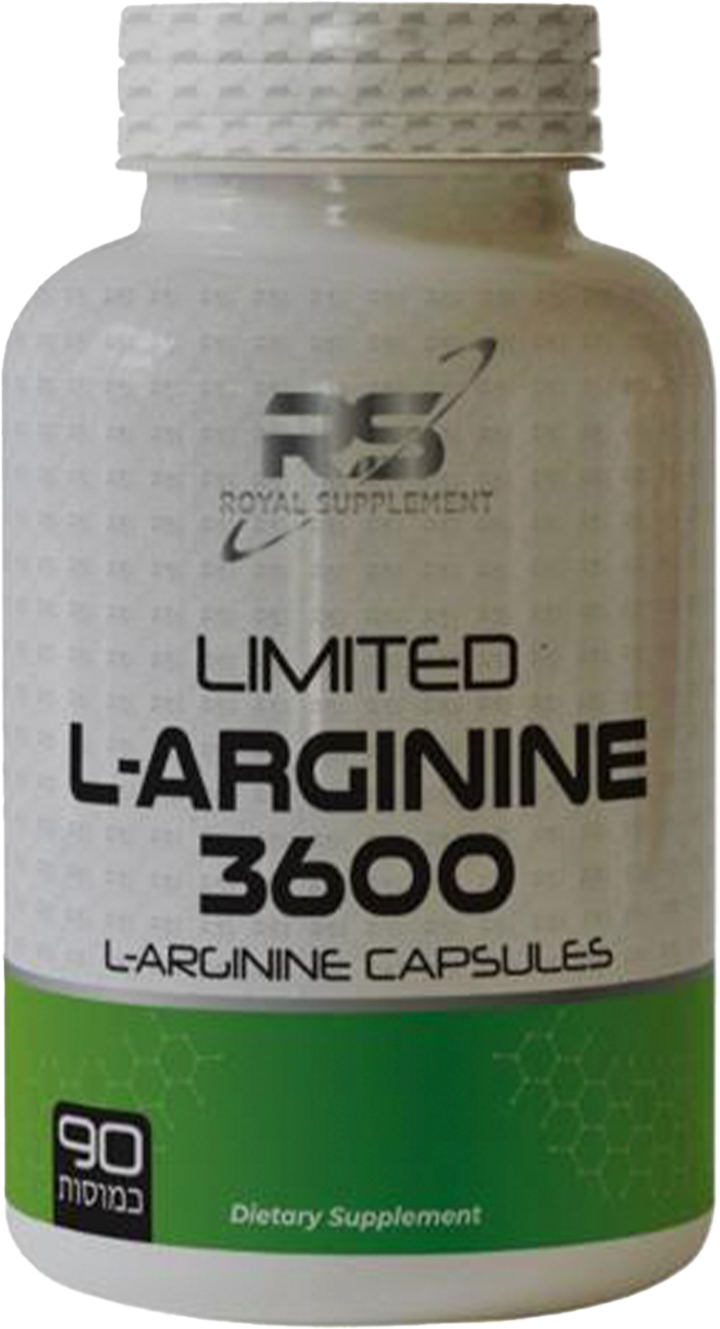 RS
ROYAL SUPPLEMENT
LIMITED
L-ARGININE
3600
L-ARGININE CAPSULES
90
כמוסות
Dietary Supplement